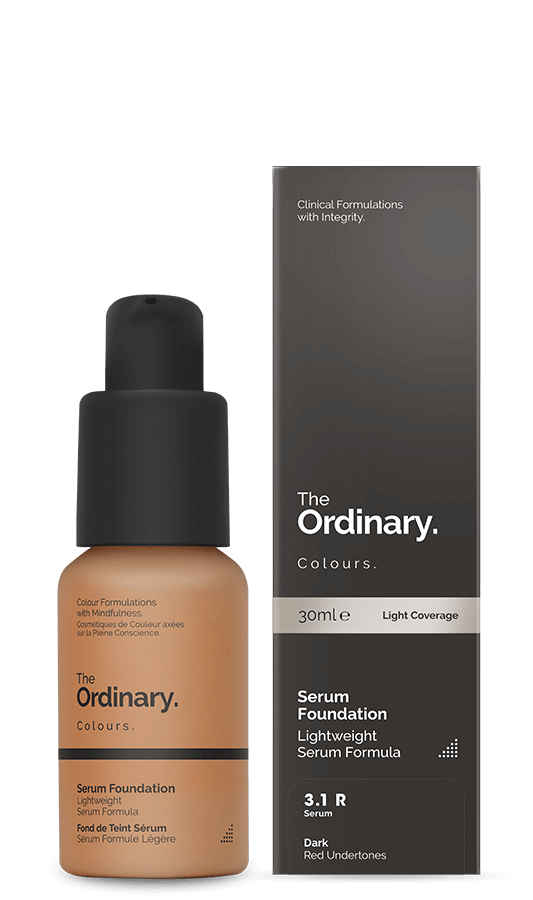 Clinical Formulations
with Integrity.
The
Ordinary.
Colours.
30ml e
Light Coverage
Serum
Foundation
Lightweight
Serum Formula
3.1 R
Serum
Dark
Red Undertones
Colour Formulations
with Mindfulness.
Cosmétiques de Couleur axées
sur la Pleine Conscience.
The
Ordinary.
Colours.
Serum Foundation
Lightweight
Serum Formula
Fond de Teint Sérum
Sérum Formule Légère